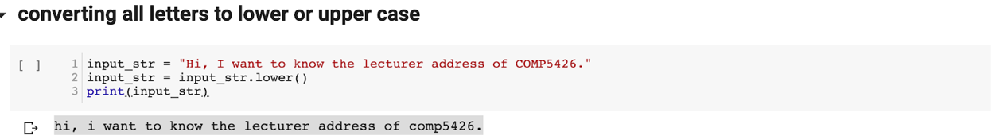 converting all letters to lower or upper case
[ ] 1 input_str = "Hi, I want to know the lecturer address of COMP5426."
2 input_str = input_str.lower()
3 print(input_str)
hi, i want to know the lecturer address of comp5426.